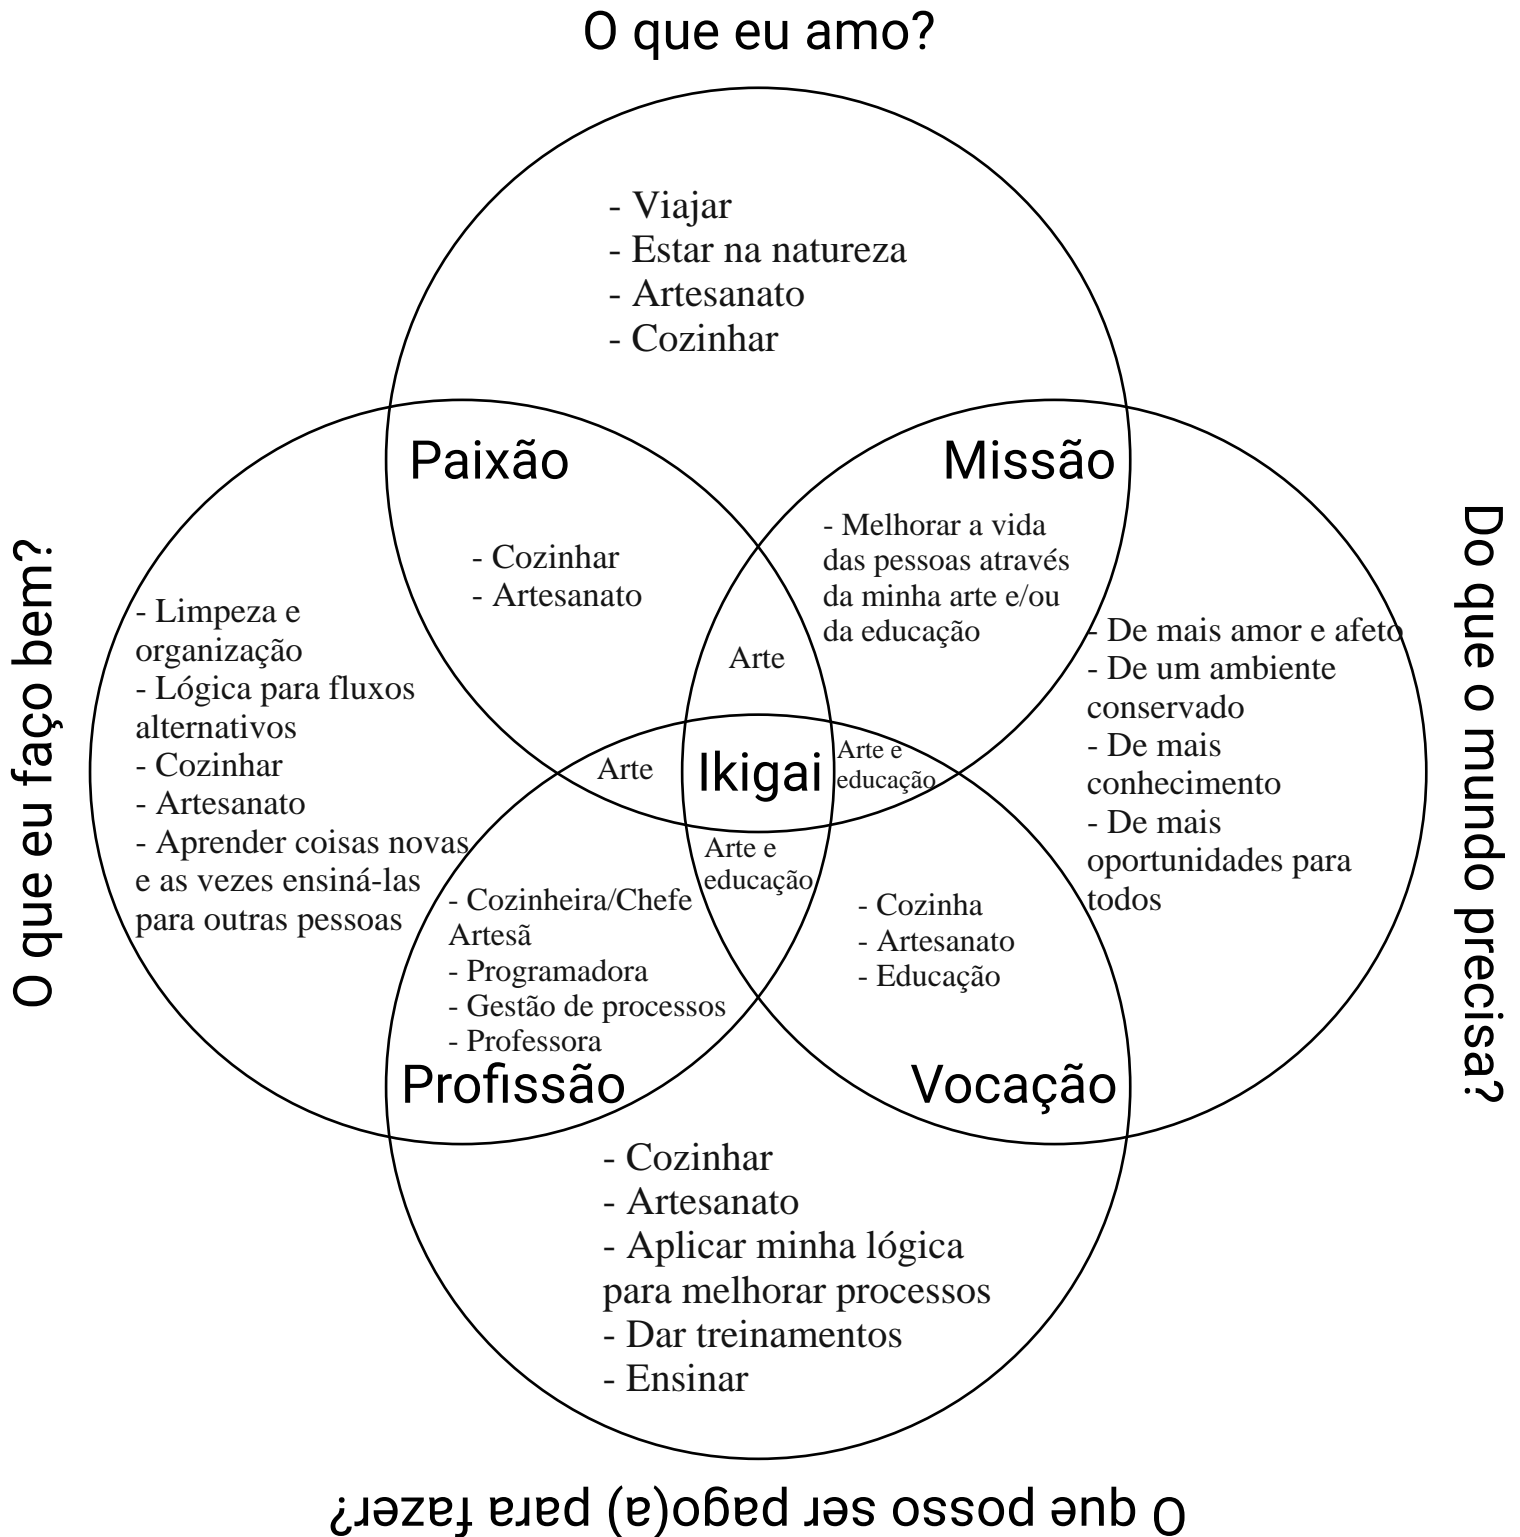 O que eu amo?
- Viajar
- Estar na natureza
- Artesanato
- Cozinhar
Paixão
- Cozinhar
- Artesanato
Missão
- Melhorar a vida
das pessoas através
da minha arte e/ou
da educação
O que eu faço bem?
- Limpeza e
organização
- Lógica para fluxos
alternativos
- Cozinhar
- Artesanato
- Aprender coisas novas
e as vezes ensiná-las
para outras pessoas
Arte
Arte
Ikigai
Arte e
educação
Arte e
educação
Do que o mundo precisa?
- De mais amor e afeto
- De um ambiente
conservado
- De mais
conhecimento
- De mais
oportunidades para
todos
- Cozinheira/Chefe
Artesã
- Programadora
- Gestão de processos
- Professora
Profissão
- Cozinha
- Artesanato
- Educação
Vocação
- Cozinhar
- Artesanato
- Aplicar minha lógica
para melhorar processos
- Dar treinamentos
- Ensinar
O que posso ser pago(a) para fazer?